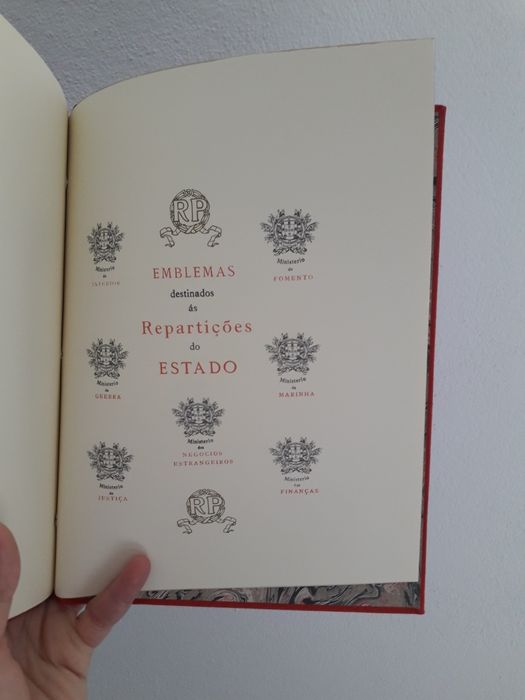 RP
EMBLEMAS
destinados
ás
Repartições
do
ESTADO
Ministerio
do
INTERIOR
Ministerio
do
FOMENTO
Ministerio
da
GUERRA
Ministerio
da
MARINHA
Ministerio
dos
NEGOCIOS
ESTRANGEIROS
Ministerio
da
JUSTIÇA
Ministerio
das
FINANÇAS
RP